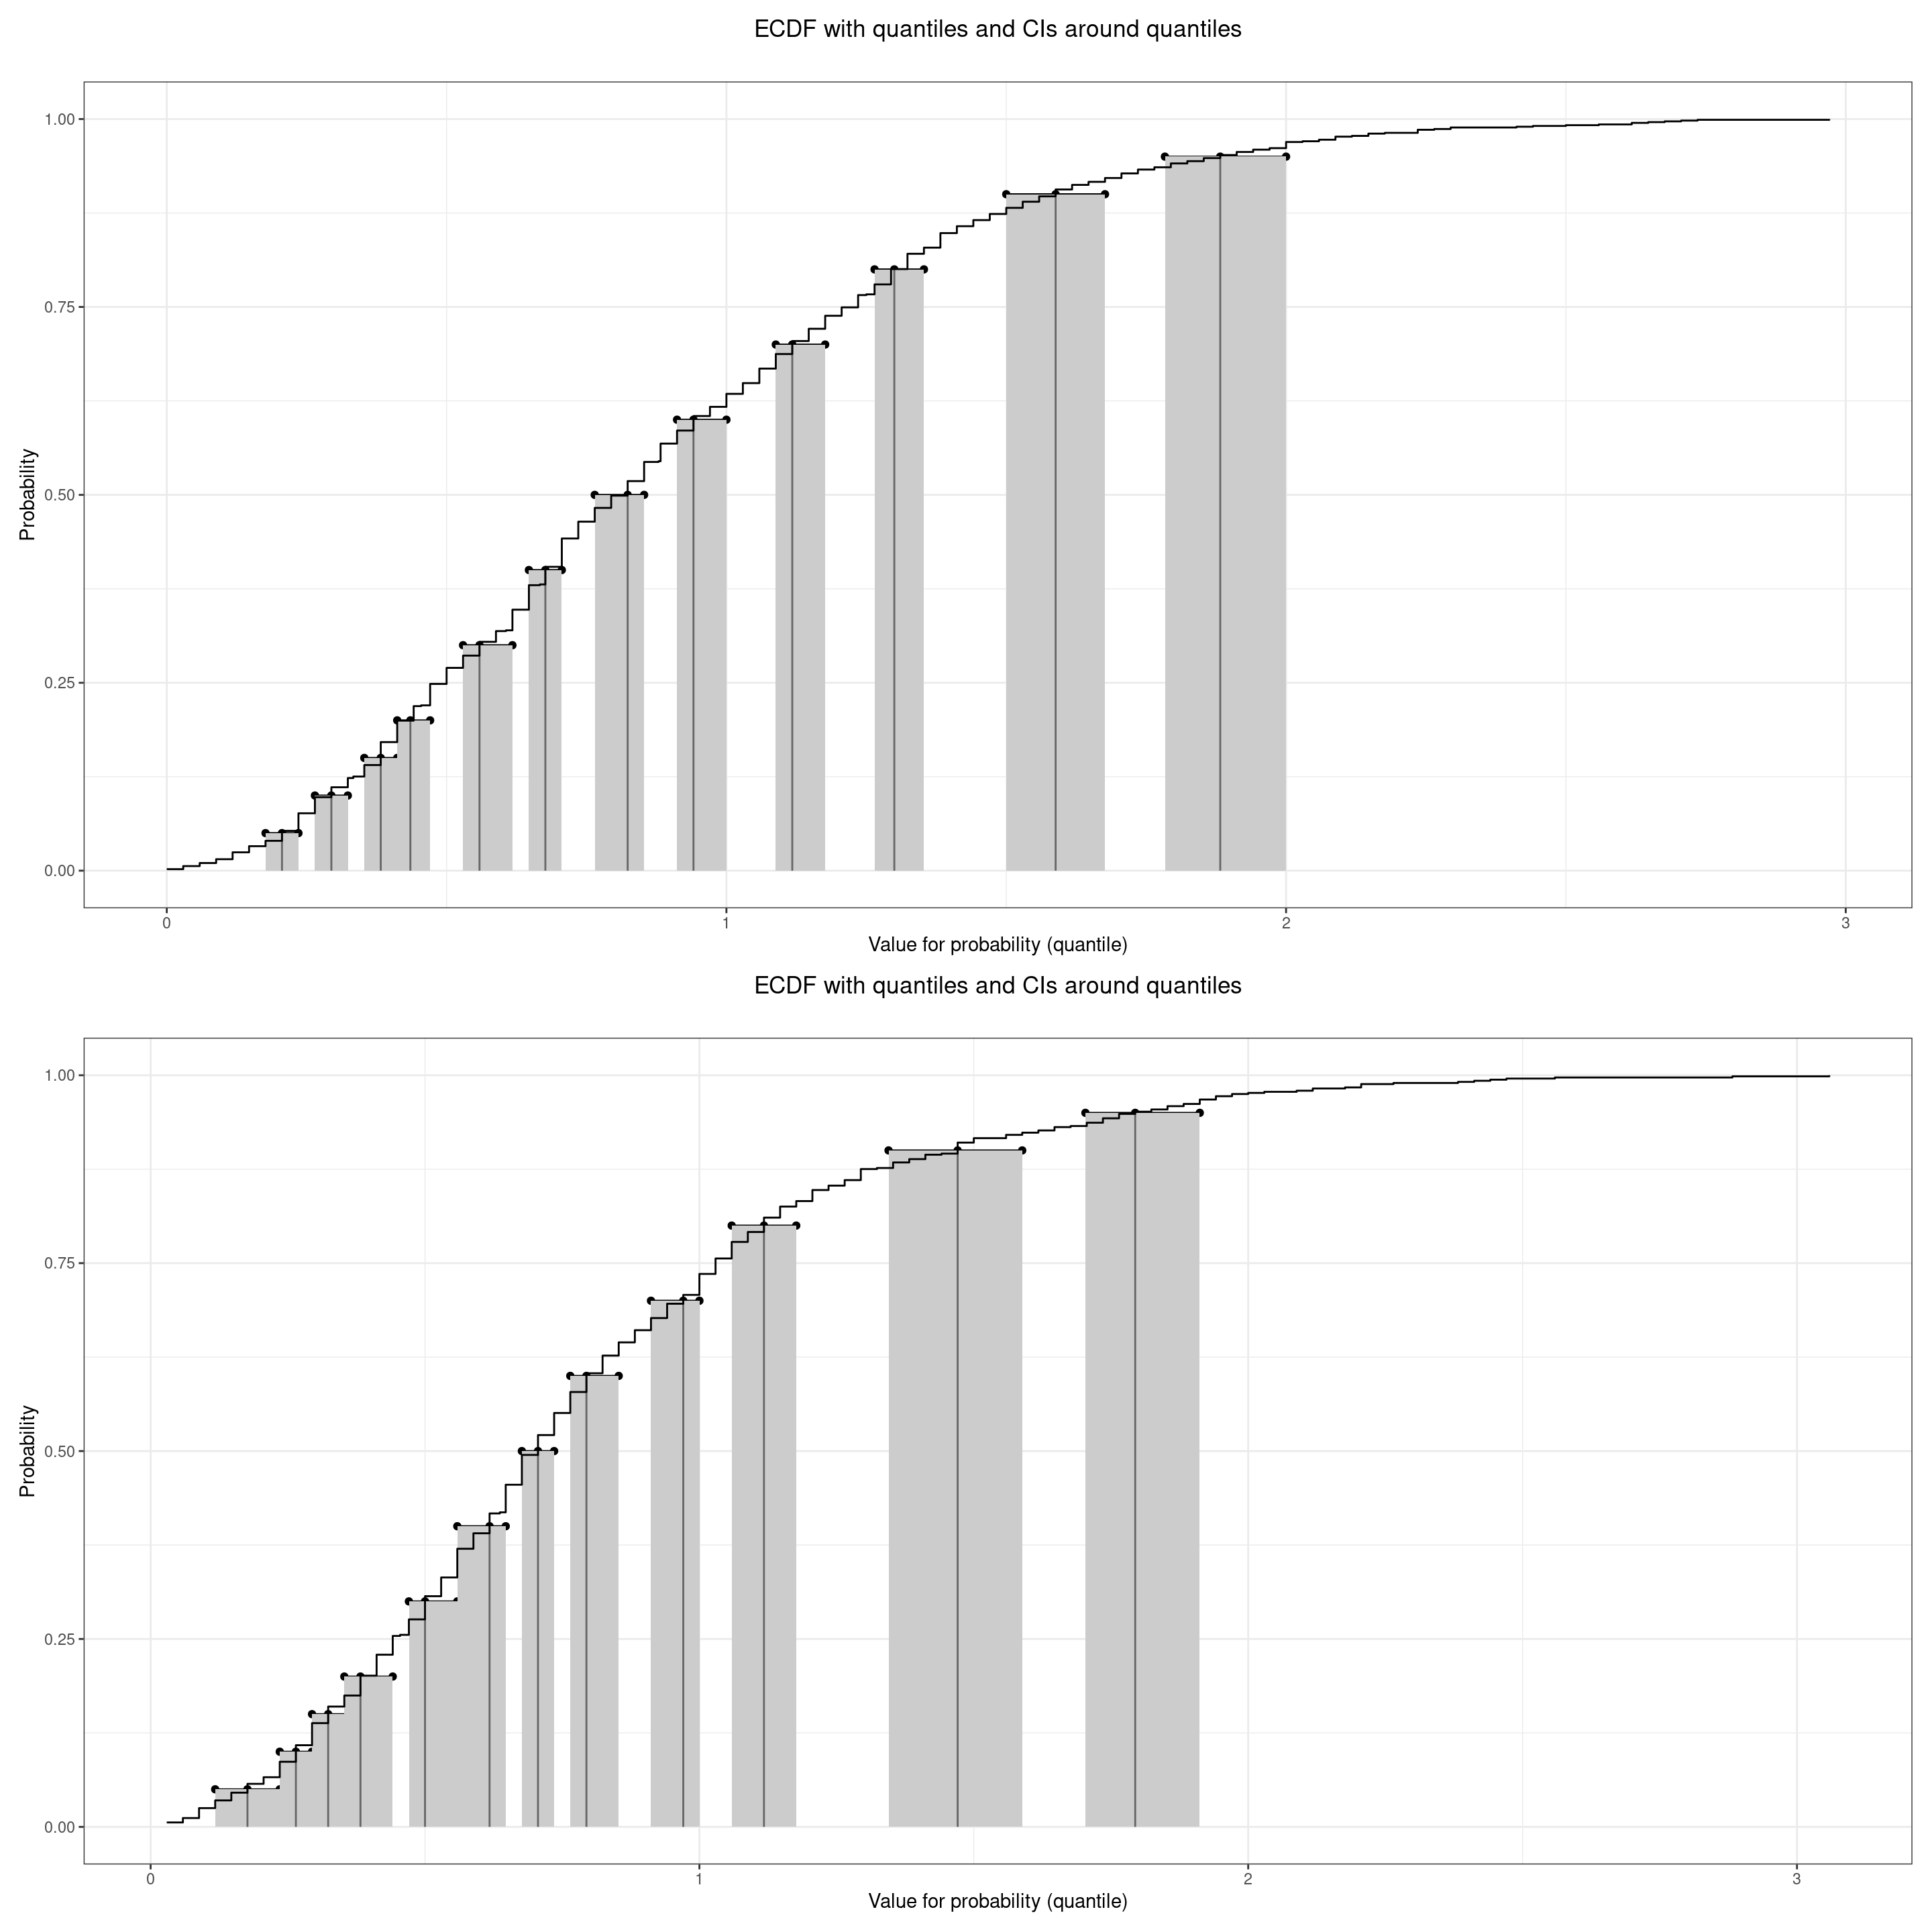 ECDF with quantiles and CIs around quantiles
1.00
0.75
0.50
0.25
0.00
Probability
0 1 2 3
Value for probability (quantile)
ECDF with quantiles and CIs around quantiles
1.00
0.75
0.50
0.25
0.00
Probability
0 1 2 3
Value for probability (quantile)